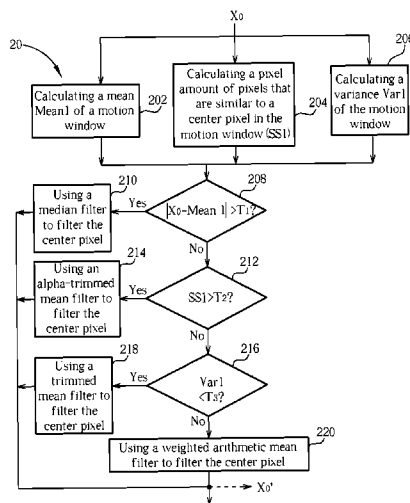 X0
20
Calculating a mean
Mean1 of a motion
window
202
Calculating a pixel
amount of pixels that
are similar to a
center pixel in the
motion window (SS1)
204
Calculating a
variance Var1
of the motion
window
206
208
|X0-Mean 1| >T1?
Yes
No
210
Using a
median filter
to filter the
center pixel
212
SS1>T2?
Yes
No
214
Using an
alpha-trimmed
mean filter to
filter the
center pixel
216
Var1
<T3?
Yes
No
218
Using a
trimmed
mean filter to
filter the
center pixel
220
Using a weighted arithmetic mean
filter to filter the center pixel
X0'